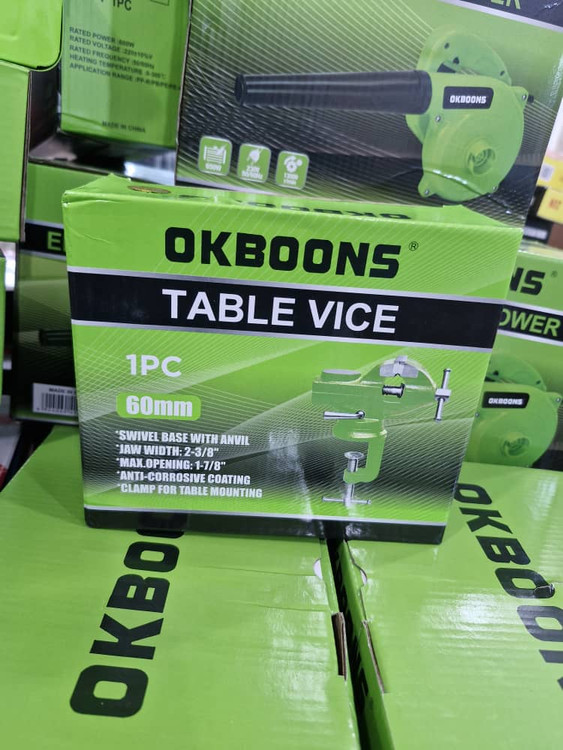 1PC
RATED POWER
RATED VOLTAGE
RATED FREQUENCY
HEATING TEMPERATURE
APPLICATION RANGE
MADE IN CHINA
OKBOONS
OKBOONS
OKBOONS®
TABLE VICE
1PC
60mm
*SWIVEL BASE WITH ANVIL
*JAW WIDTH: 2-3/8"
*MAX.OPENING: 1-7/8"
*ANTI-CORROSIVE COATING
*CLAMP FOR TABLE MOUNTING
NS®
OWER
OKBOONS
OKBOO
OKBOON